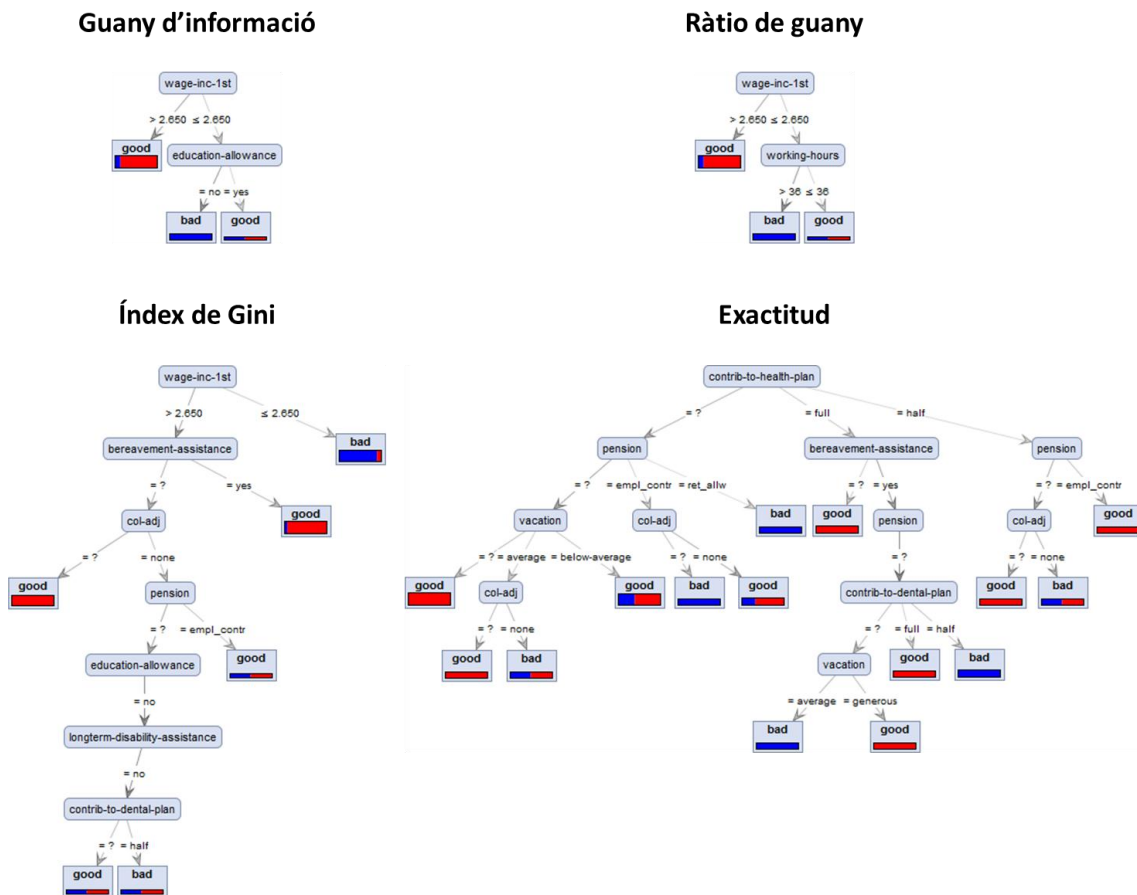 Guany d'informació
wage-inc-1st
> 2.650 ≤ 2.650
good
education-allowance
= no = yes
bad good
Ràtio de guany
wage-inc-1st
> 2.650 ≤ 2.650
good
working-hours
> 36 ≤ 36
bad good
Índex de Gini
wage-inc-1st
> 2.650 ≤ 2.650
bereavement-assistance bad
= ? = yes
col-adj good
= ? = none
good pension
= ? = empl_contr
education-allowance good
= no
longterm-disability-assistance
= no
contrib-to-dental-plan
= ? = half
good bad
Exactitud
contrib-to-health-plan
= ? = full = half
pension bereavement-assistance pension
= ? = empl_contr = ret_allw = ? = yes = ? = empl_contr
vacation col-adj bad good pension col-adj good
= ? = average = below-average = ? = none = ? = ? = none
good col-adj good bad good contrib-to-dental-plan good bad
= ? = none = ? = full = half
good bad vacation good bad
= average = generous
bad good